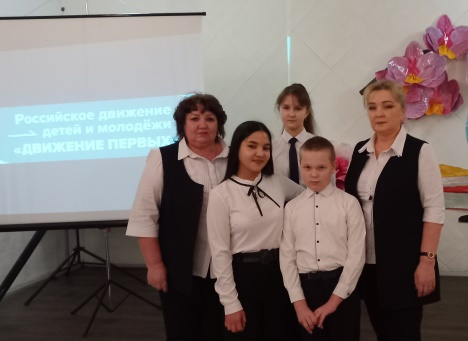 Российское движение
детей и молодёжи
«ДВИЖЕНИЕ ПЕРВЫХ